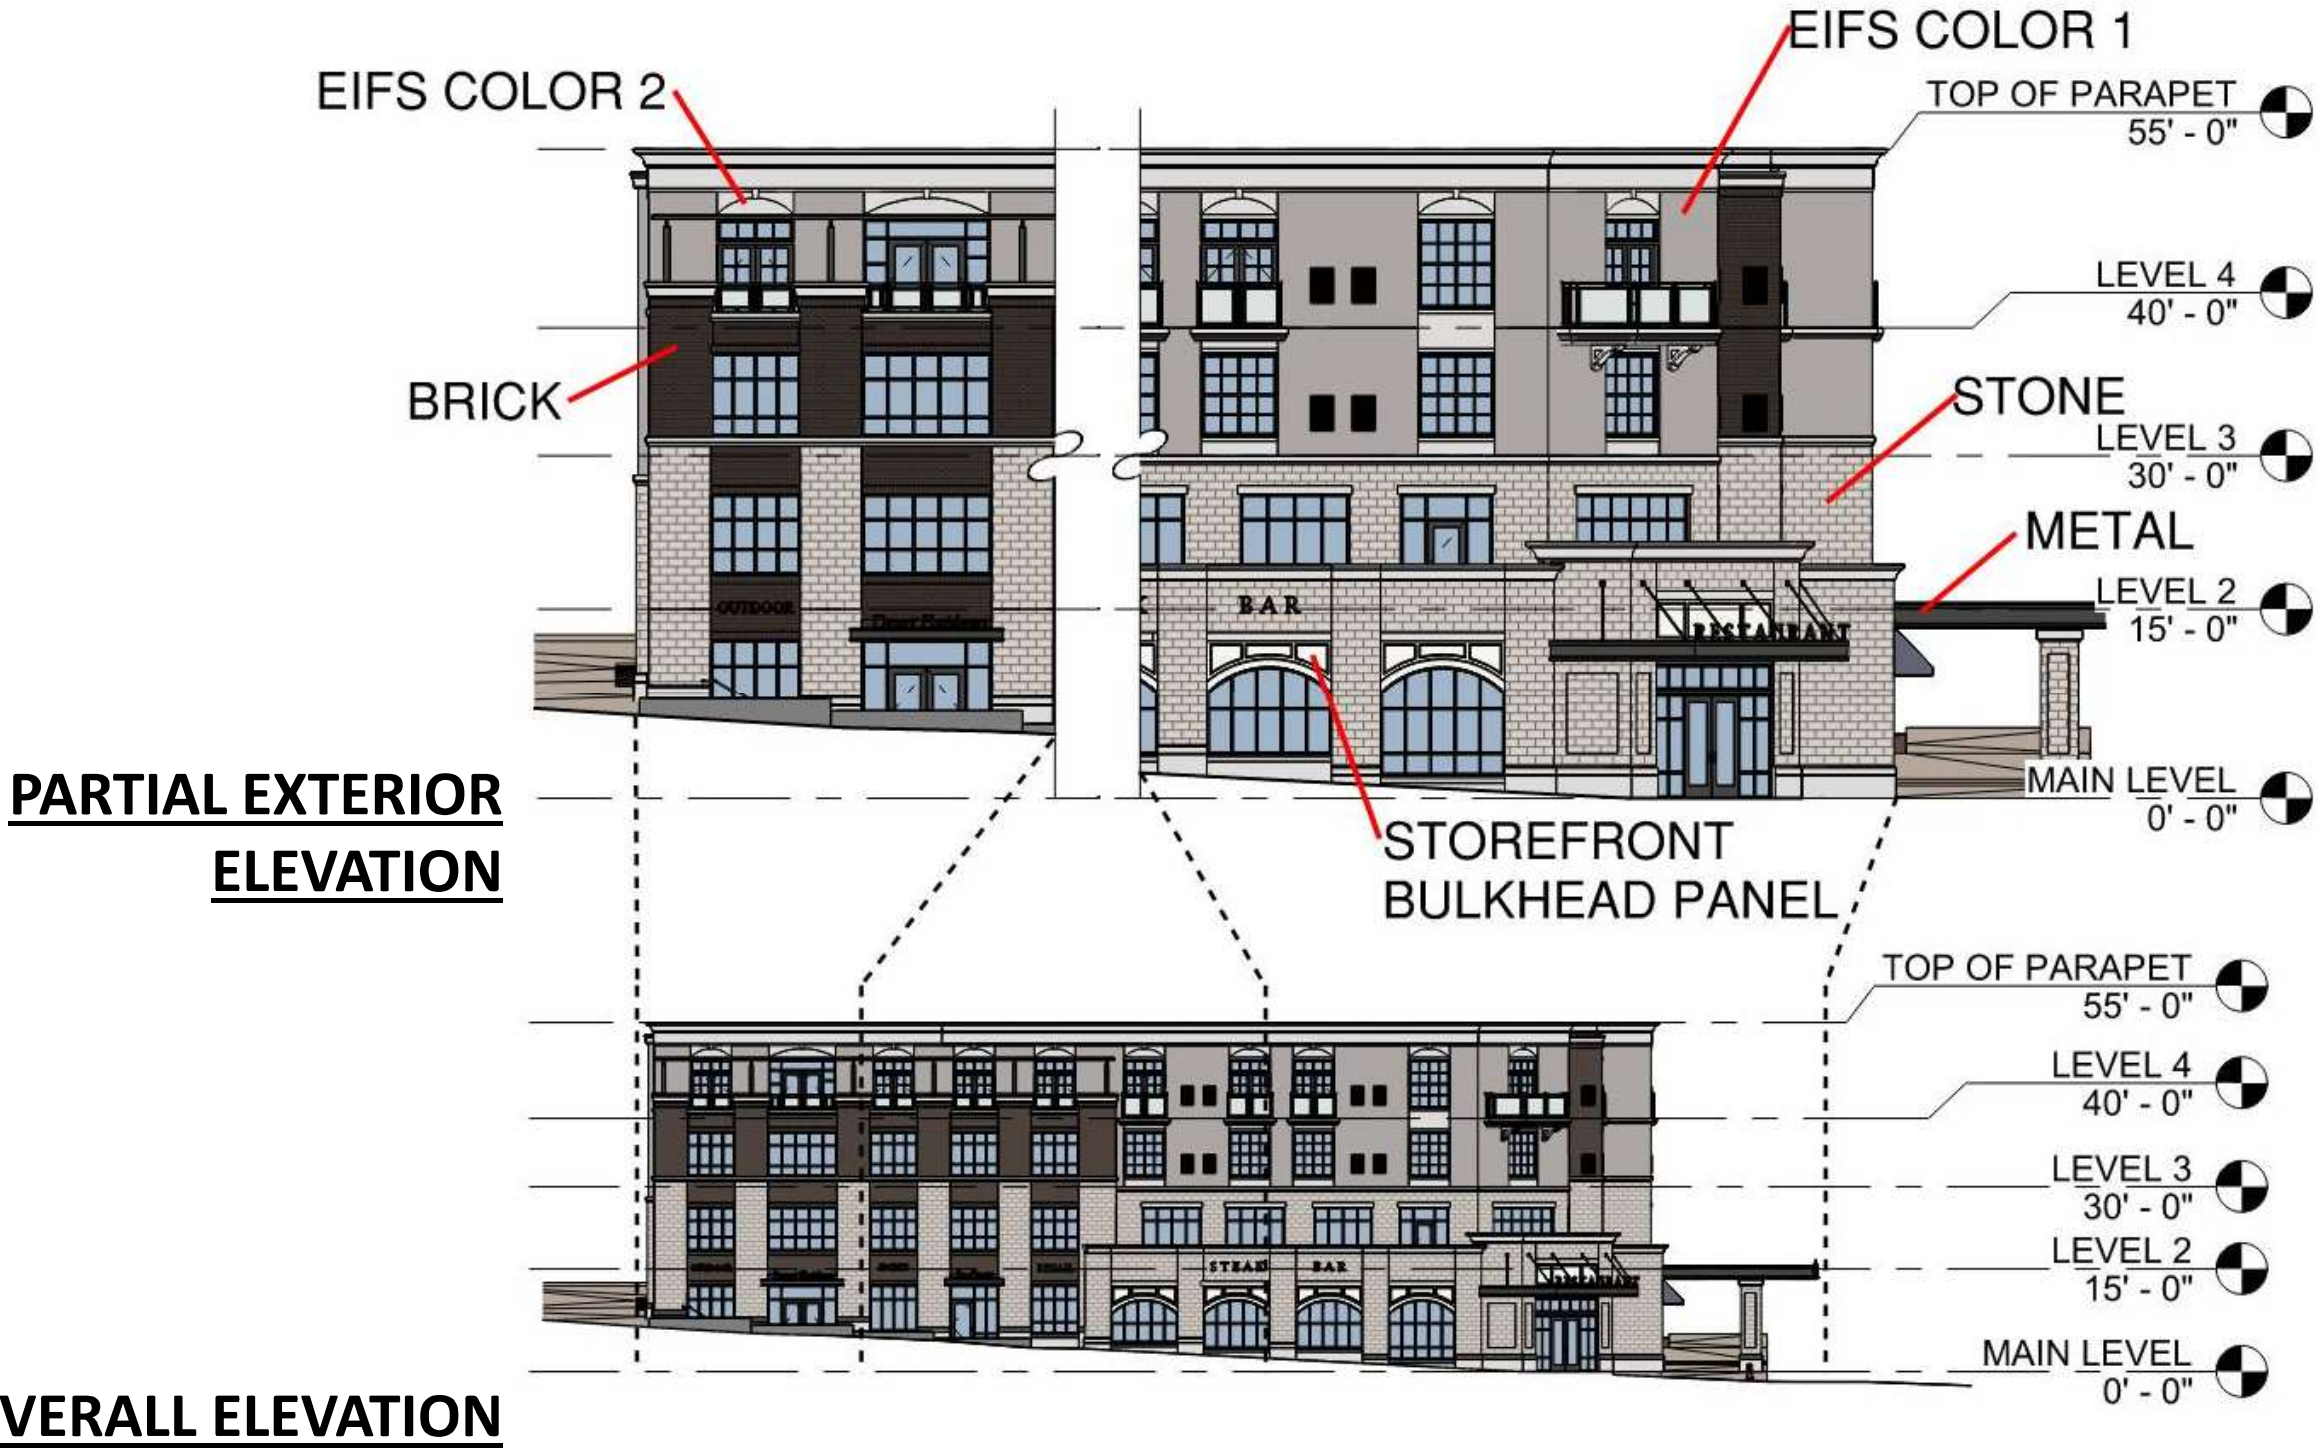 EIFS COLOR 1
EIFS COLOR 2
TOP OF PARAPET
55' - 0"
LEVEL 4
40' - 0"
BRICK
STONE
LEVEL 3
30' - 0"
METAL
LEVEL 2
15' - 0"
OUTDOOR
BAR
RESTAURANT
MAIN LEVEL
0' - 0"
PARTIAL EXTERIOR
ELEVATION
STOREFRONT
BULKHEAD PANEL
TOP OF PARAPET
55' - 0"
LEVEL 4
40' - 0"
LEVEL 3
30' - 0"
LEVEL 2
15' - 0"
STEAK
BAR
RESTAURANT
MAIN LEVEL
0' - 0"
VERALL ELEVATION